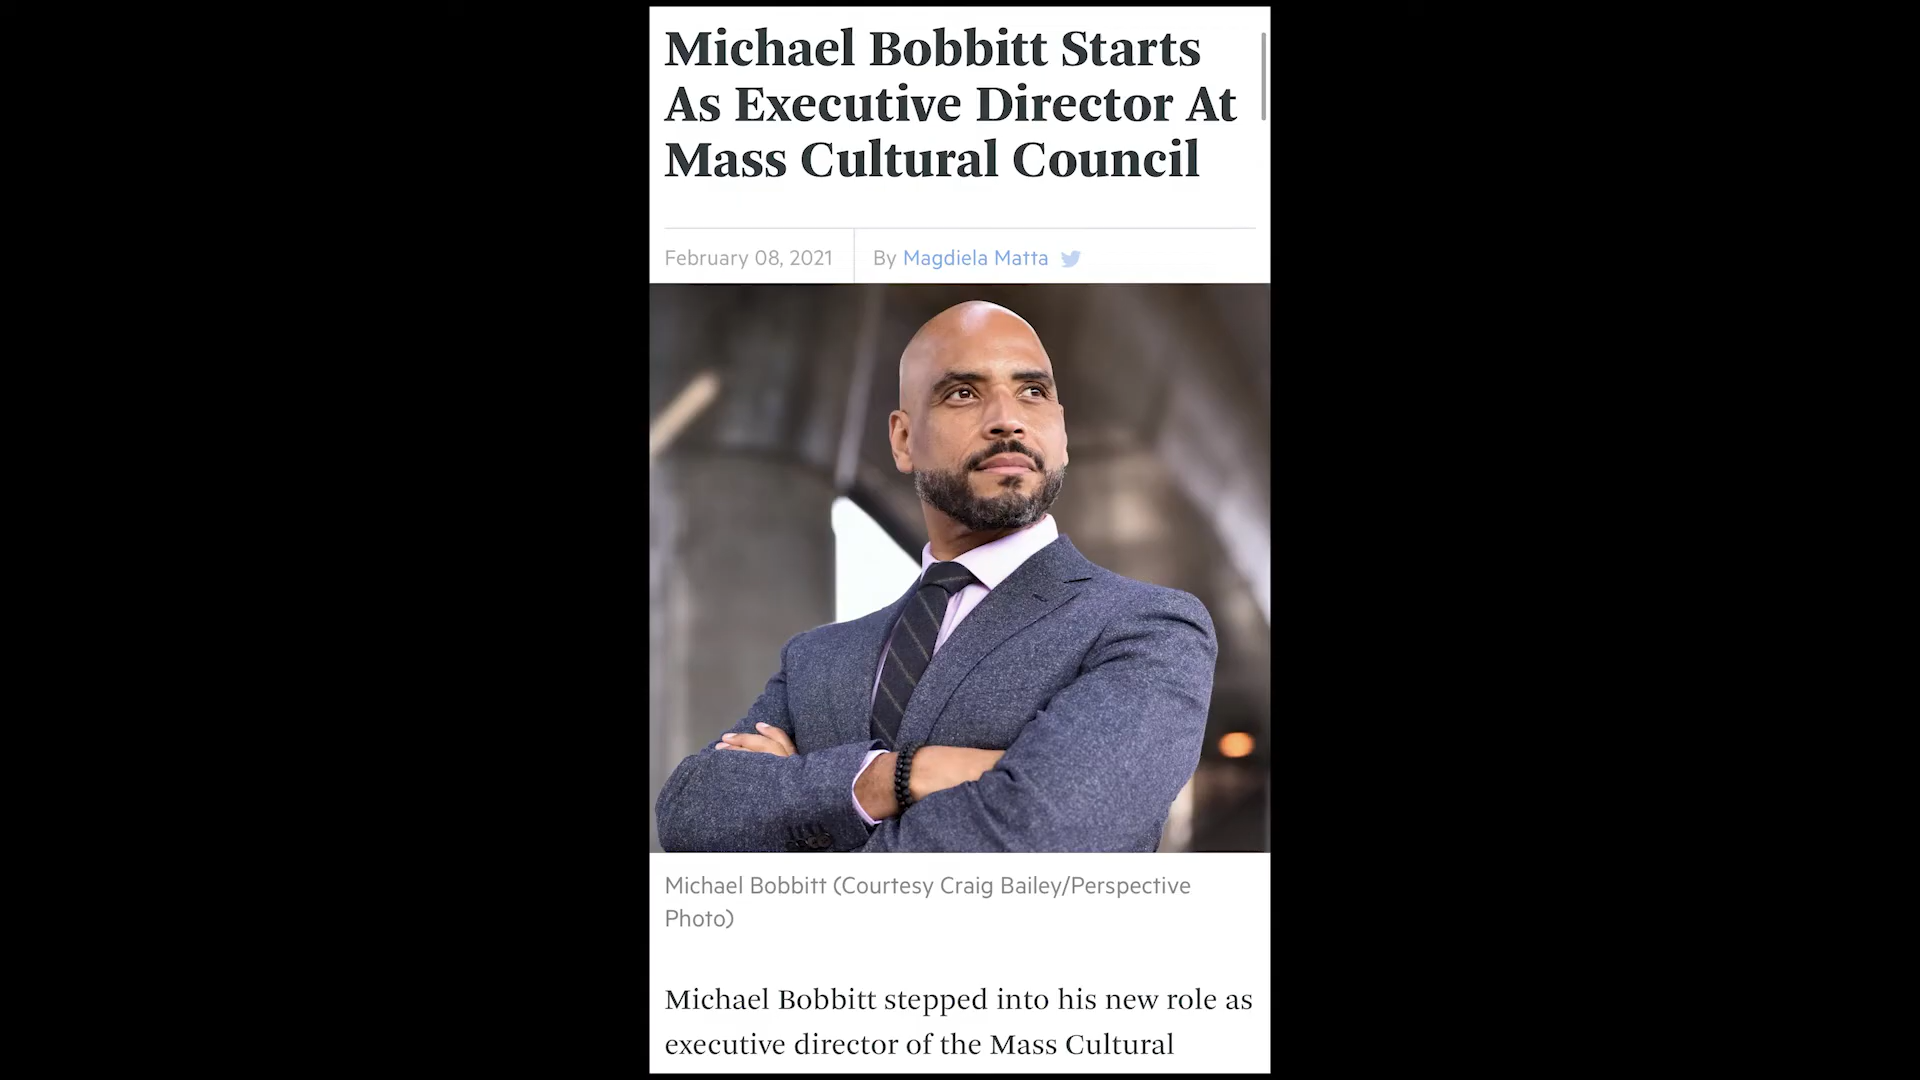 Michael Bobbitt Starts
As Executive Director At
Mass Cultural Council
February 08, 2021
By Magdiela Matta
Michael Bobbitt (Courtesy Craig Bailey/Perspective
Photo)
Michael Bobbitt stepped into his new role as
executive director of the Mass Cultural